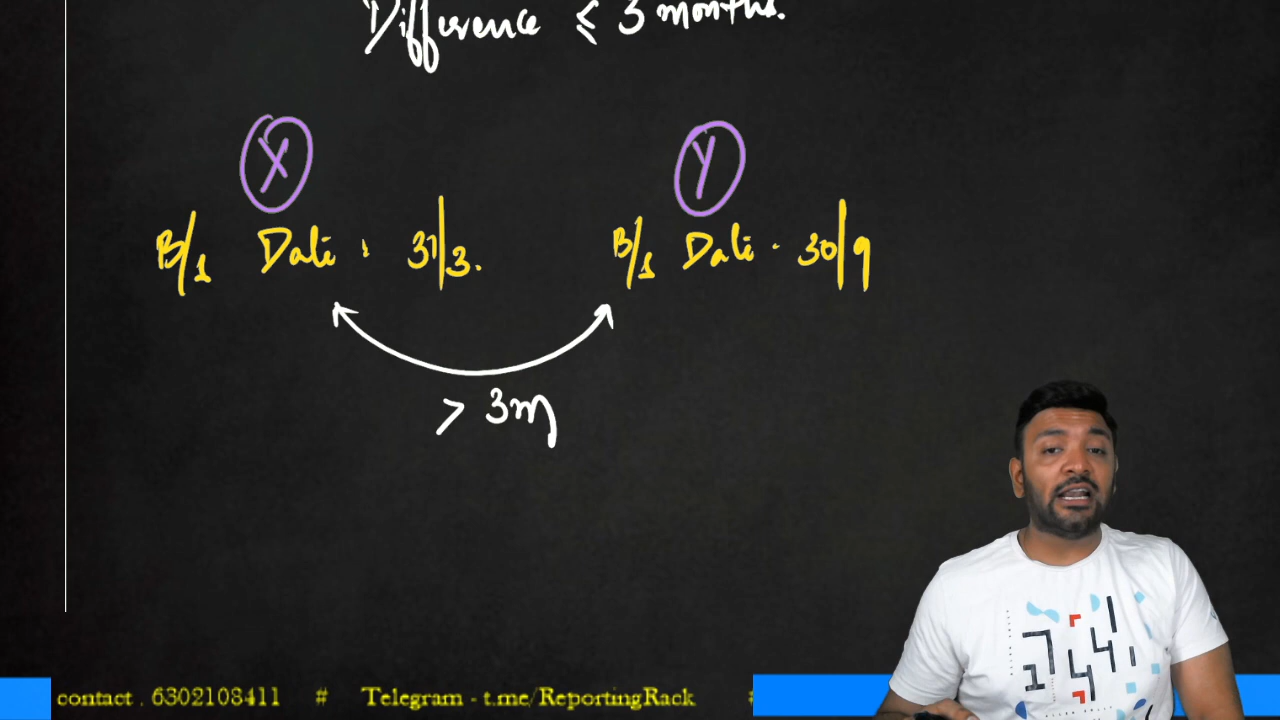 Difference ≤ 3 months.
X Y
B/s Date : 31/3. B/s Date . 30/9
> 3m
contact . 6302108411 # Telegram - t.me/ReportingRack #